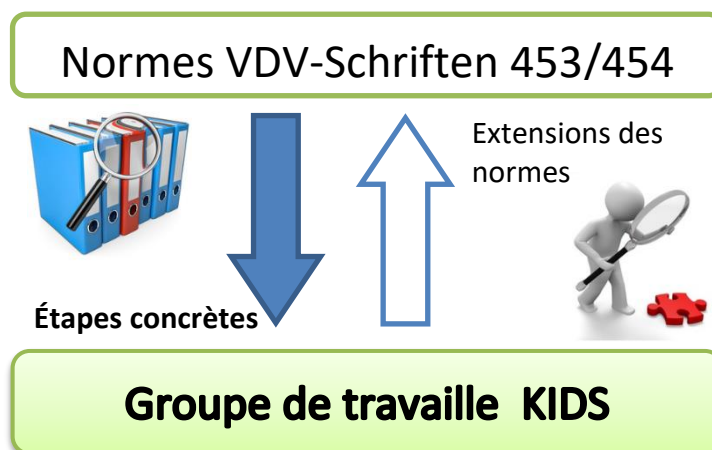 Normes VDV-Schriften 453/454
Extensions des
normes
Étapes concrètes
Groupe de travaille KIDS